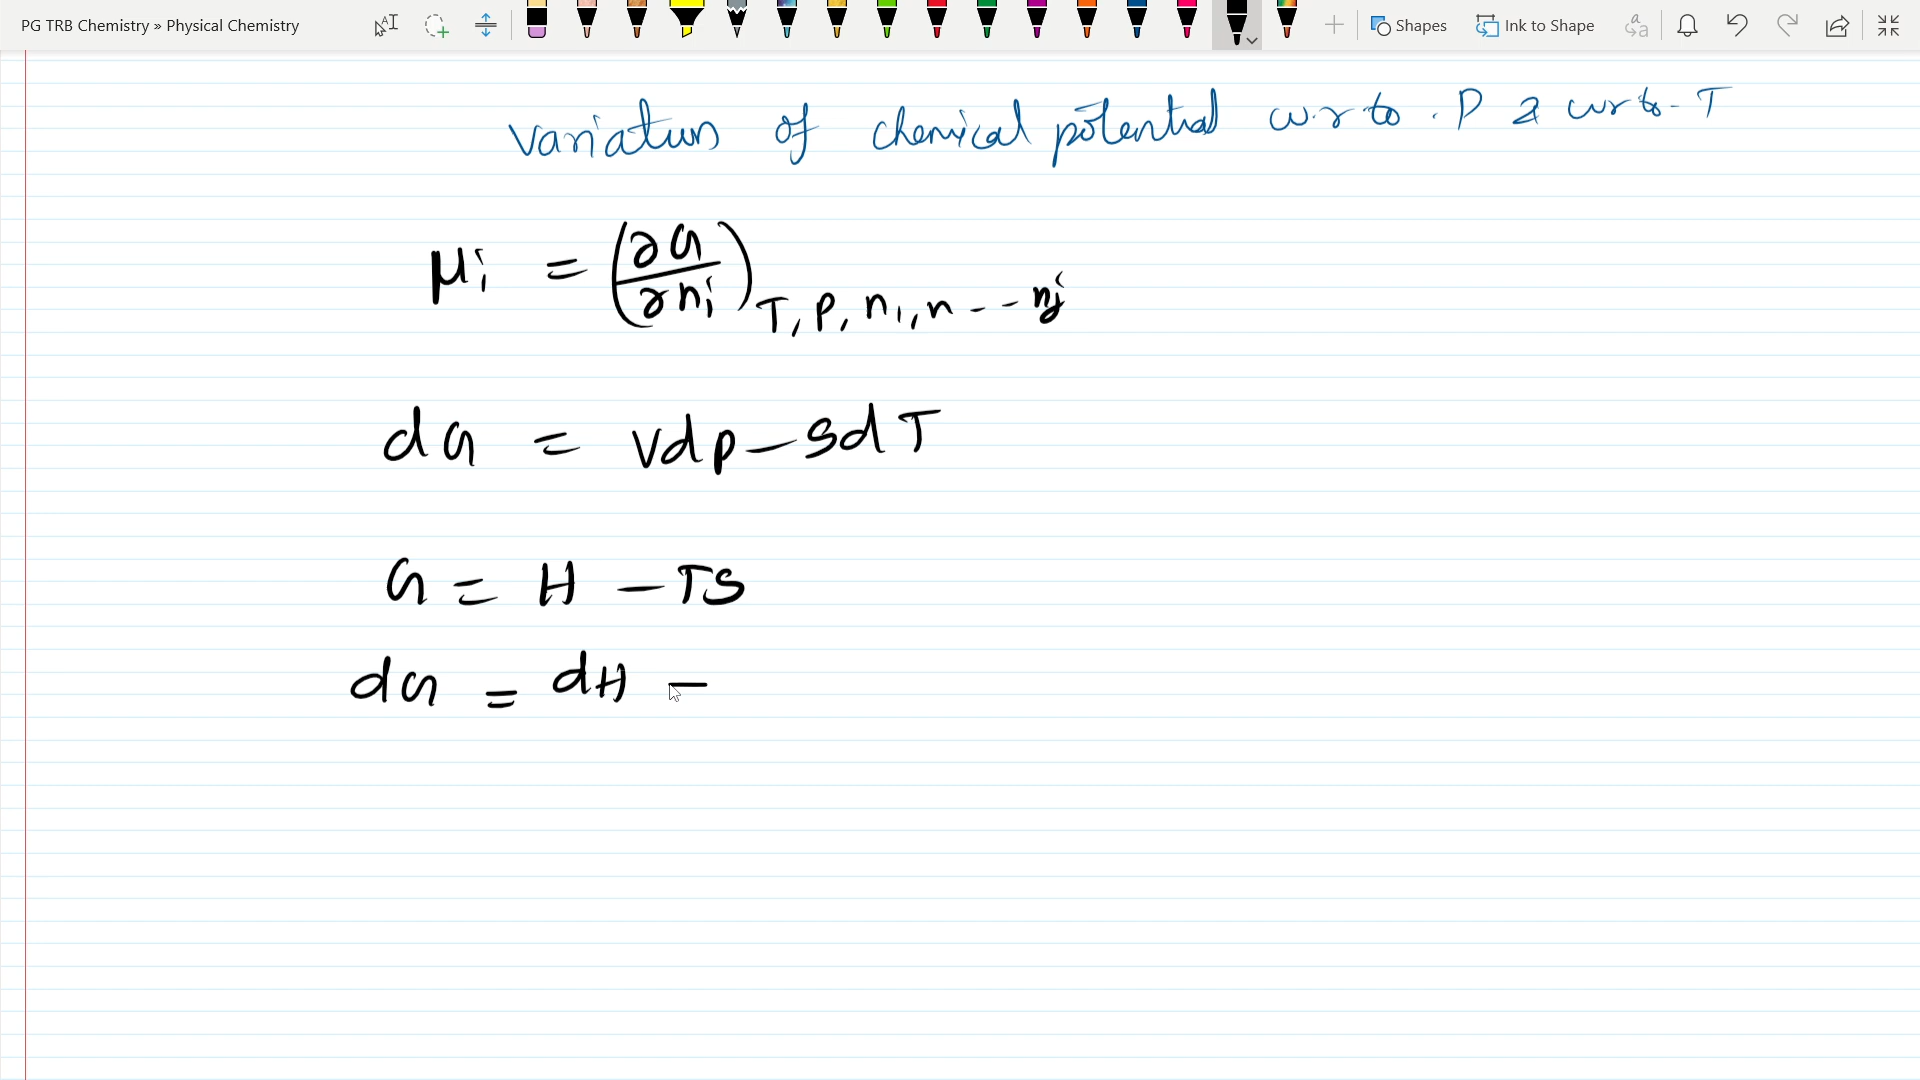 PG TRB Chemistry » Physical Chemistry
Shapes
Ink to Shape
variations of chemical potential w.r to . P & w r to - T
μi = (∂G/∂ni) T, P, n1, n - - nj
dG = vdp - SdT
G = H - TS
dG = dH -